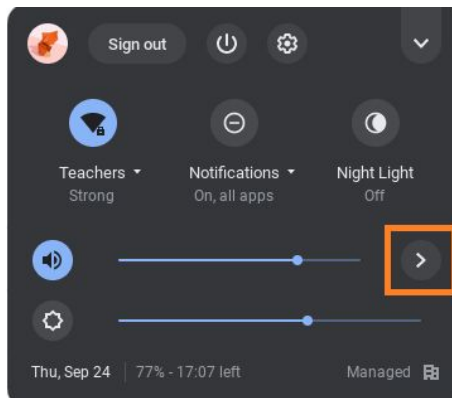 Sign out
Teachers Notifications Night Light
Strong On, all apps Off
Thu, Sep 24 77% - 17:07 left Managed